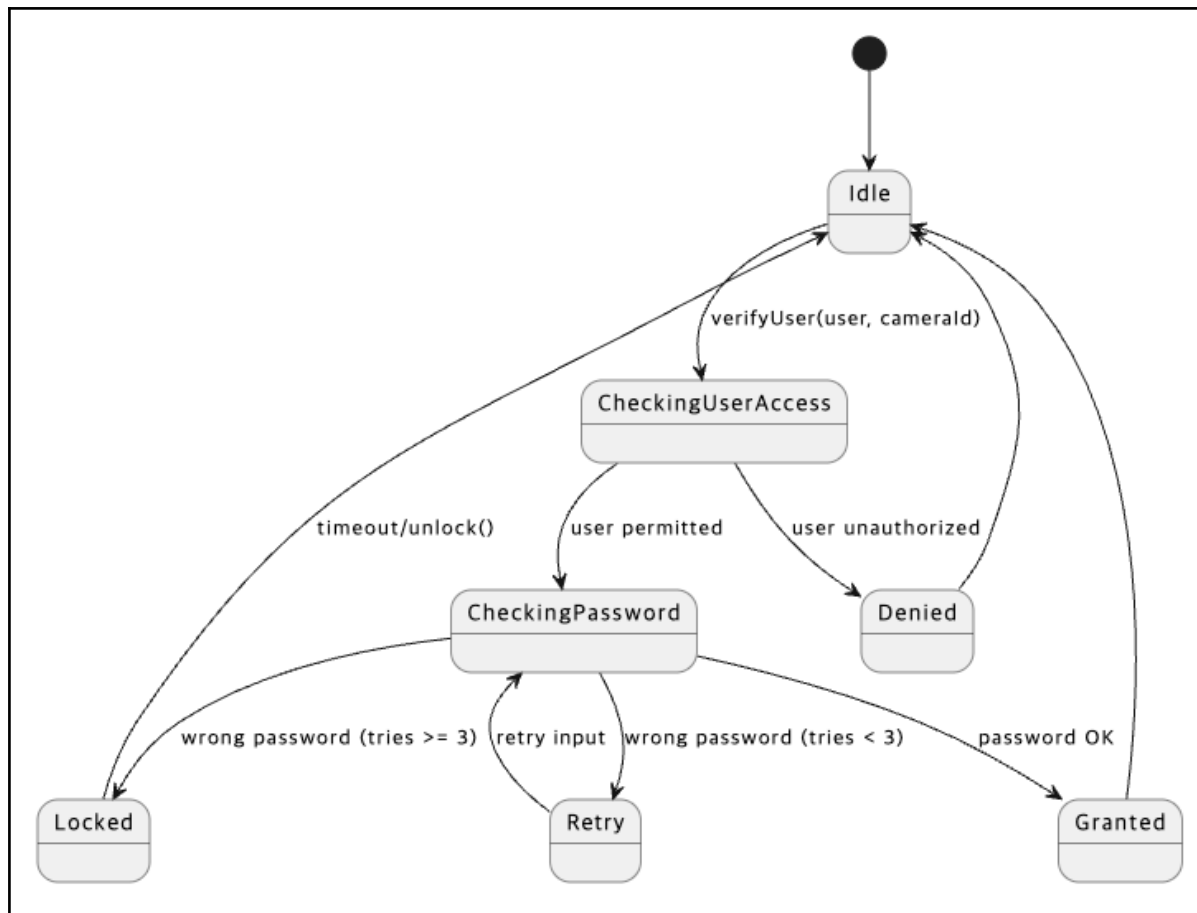 Idle
verifyUser(user, cameraId)
CheckingUserAccess
timeout/unlock()
user permitted
user unauthorized
CheckingPassword
Denied
wrong password (tries >= 3)
retry input
wrong password (tries < 3)
password OK
Locked
Retry
Granted